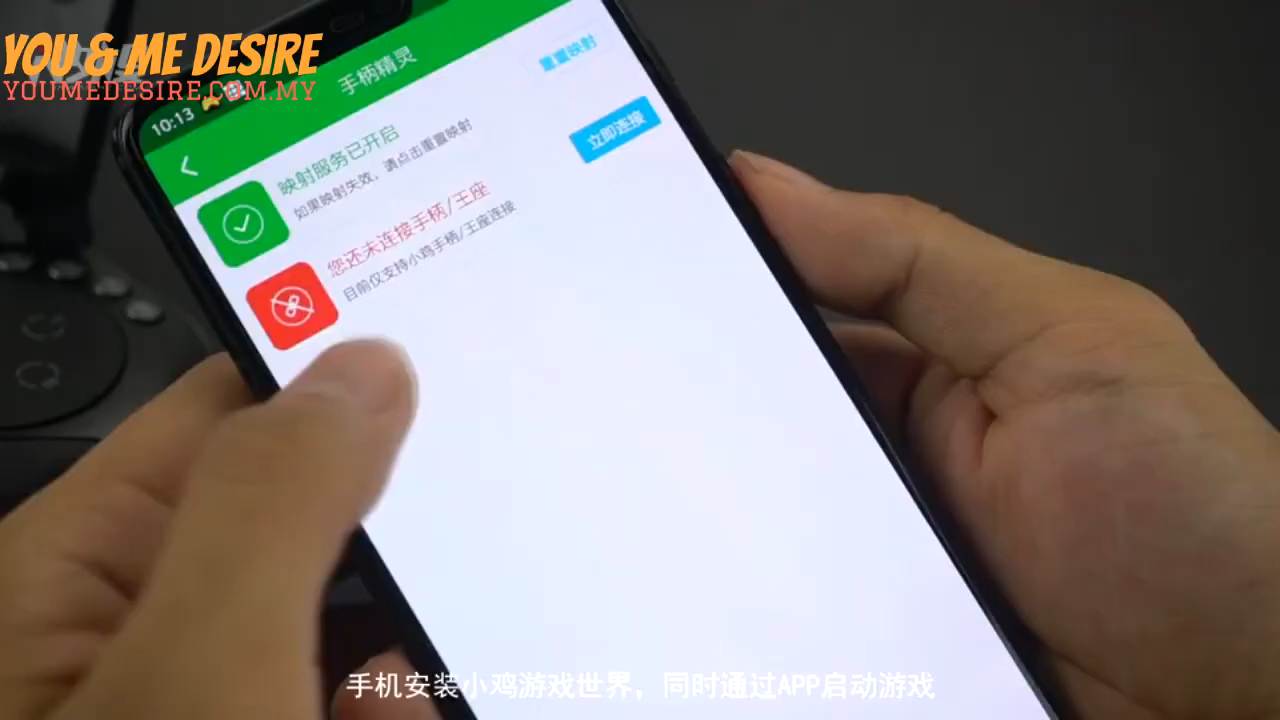 YOU & ME DESIRE
YOUMEDESIRE.COM.MY
10:13
手柄精灵
映射服务已开启
如果映射失效，请点击重置映射
重置映射
您还未连接手柄/王座
目前仅支持小鸡手柄/王座连接
立即连接
手机安装小鸡游戏世界，同时通过APP启动游戏